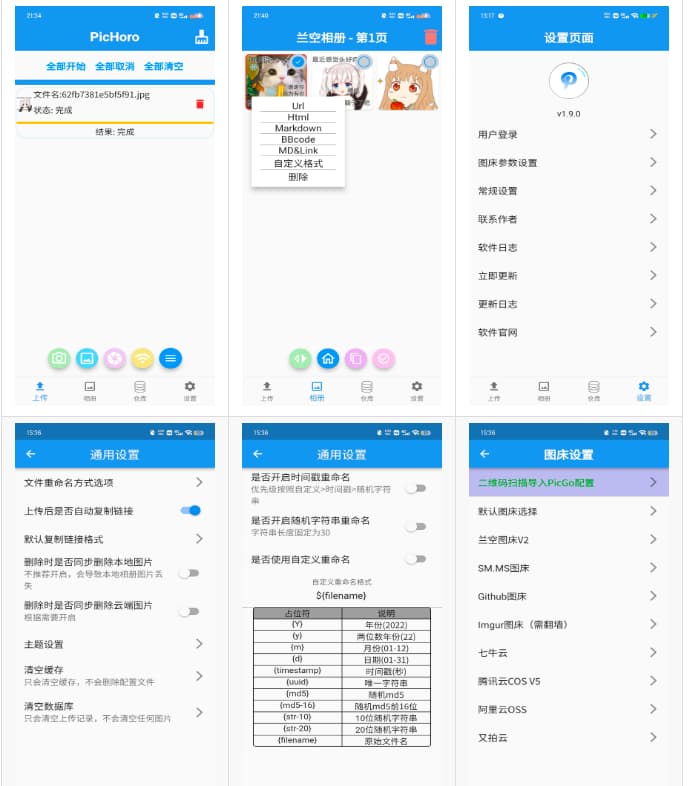 21:34
PicHoro
全部开始 全部取消 全部清空
文件名:62fb7381e5bf5f91.jpg
状态: 完成
结果: 完成
上传 相册 仓库 设置
21:40
兰空相册 - 第1页
Url
Html
Markdown
BBcode
MD&Link
自定义格式
删除
上传 相册 仓库 设置
13:17
设置页面
v1.9.0
用户登录
图床参数设置
常规设置
联系作者
软件日志
立即更新
更新日志
软件官网
上传 相册 仓库 设置
15:36
通用设置
文件重命名方式选项
上传后是否自动复制链接
默认复制链接格式
删除时是否同步删除本地图片
不推荐开启，会导致本地相册图片丢
失
删除时是否同步删除云端图片
根据需要开启
主题设置
清空缓存
只会清空缓存，不会删除配置文件
清空数据库
只会清空上传记录，不会清空任何图片
15:36
通用设置
是否开启时间戳重命名
优先级按照自定义>时间戳>随机字符
串
是否开启随机字符串重命名
字符串长度固定为30
是否使用自定义重命名
自定义重命名格式
${filename}
占位符 说明
{Y} 年份(2022)
{y} 两位数年份(22)
{m} 月份(01-12)
{d} 日期(01-31)
{timestamp} 时间戳(秒)
{uuid} 唯一字符串
{md5} 随机md5
{md5-16} 随机md5前16位
{str-10} 10位随机字符串
{str-20} 20位随机字符串
{filename} 原始文件名
15:36
图床设置
二维码扫描导入PicGo配置
默认图床选择
兰空图床V2
SM.MS图床
Github图床
Imgur图床（需翻墙）
七牛云
腾讯云COS V5
阿里云OSS
又拍云